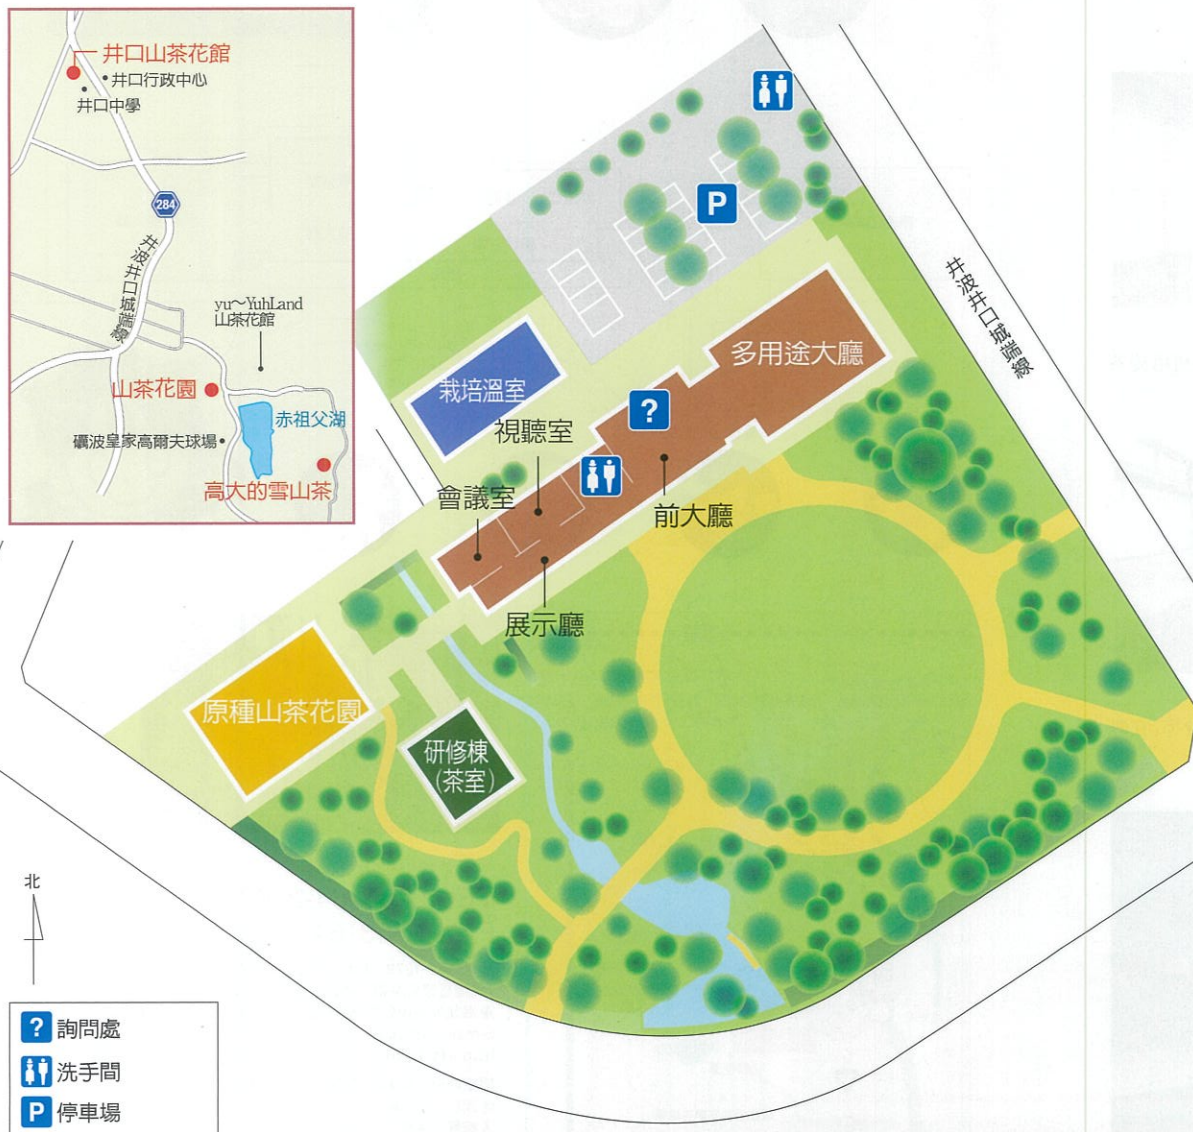 井口山茶花館
井口行政中心
井口中學
284
井波井口城端線
yu～YuhLand
山茶花館
山茶花園
赤祖父湖
礪波皇家高爾夫球場
高大的雪山茶
P
井波井口城端線
多用途大廳
栽培溫室
?
視聽室
會議室
前大廳
展示廳
原種山茶花園
研修棟
(茶室)
北
? 詢問處
洗手間
P 停車場